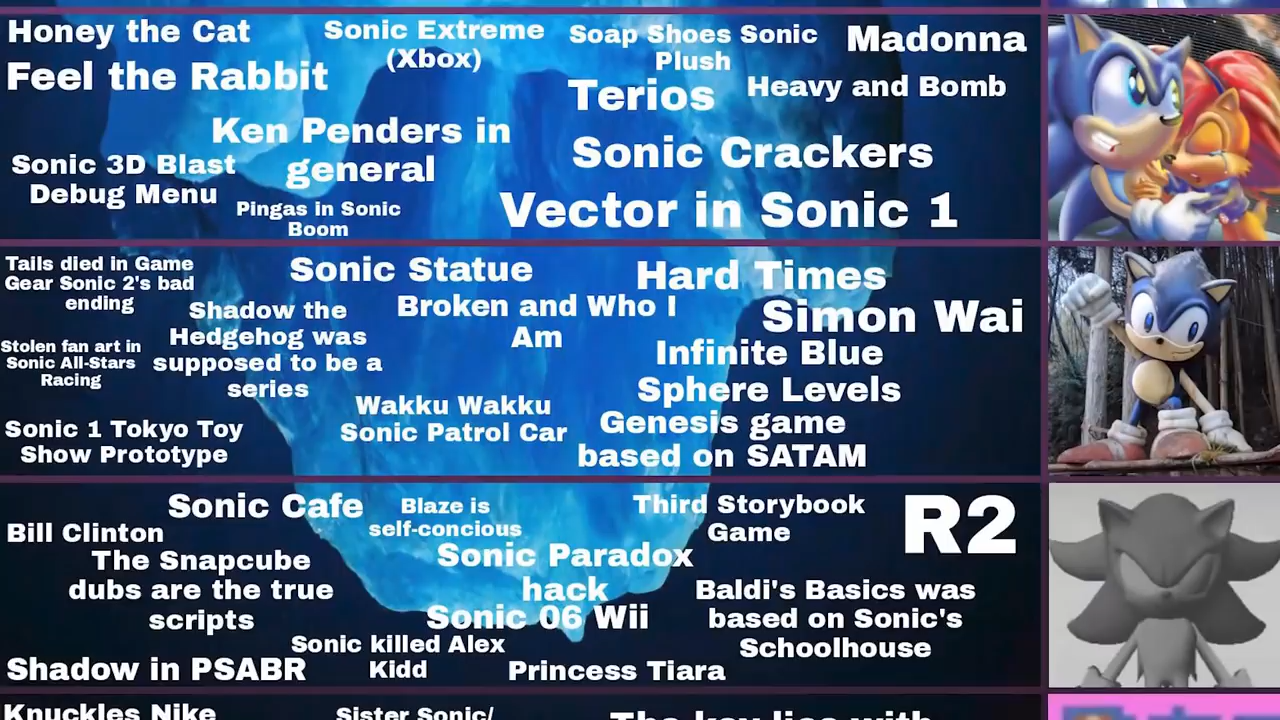 Honey the Cat
Feel the Rabbit
Sonic Extreme
(Xbox)
Soap Shoes Sonic
Plush
Madonna
Terios
Heavy and Bomb
Ken Penders in
general
Sonic 3D Blast
Debug Menu
Pingas in Sonic
Boom
Sonic Crackers
Vector in Sonic 1
Tails died in Game
Gear Sonic 2's bad
ending
Sonic Statue
Hard Times
Shadow the
Hedgehog was
supposed to be a
series
Broken and Who I
Am
Simon Wai
Stolen fan art in
Sonic All-Stars
Racing
Infinite Blue
Sphere Levels
Wakku Wakku
Sonic Patrol Car
Sonic 1 Tokyo Toy
Show Prototype
Genesis game
based on SATAM
Sonic Cafe
Blaze is
self-concious
Third Storybook
Game
R2
Bill Clinton
The Snapcube
dubs are the true
scripts
Sonic Paradox
hack
Sonic 06 Wii
Baldi's Basics was
based on Sonic's
Schoolhouse
Sonic killed Alex
Kidd
Shadow in PSABR
Princess Tiara
Knuckles Nike
Sister Sonic/
The key lies with